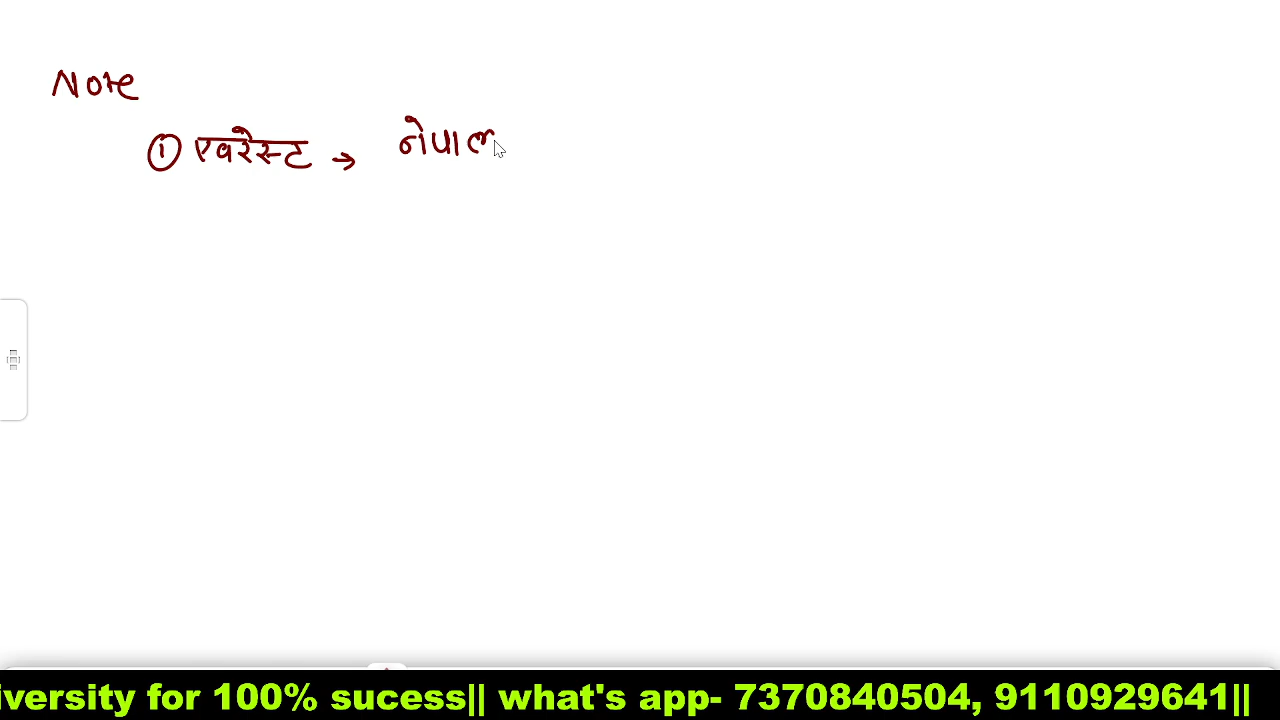 Note
① एवरेस्ट → नेपाल
iversity for 100% sucess|| what's app- 7370840504, 9110929641||